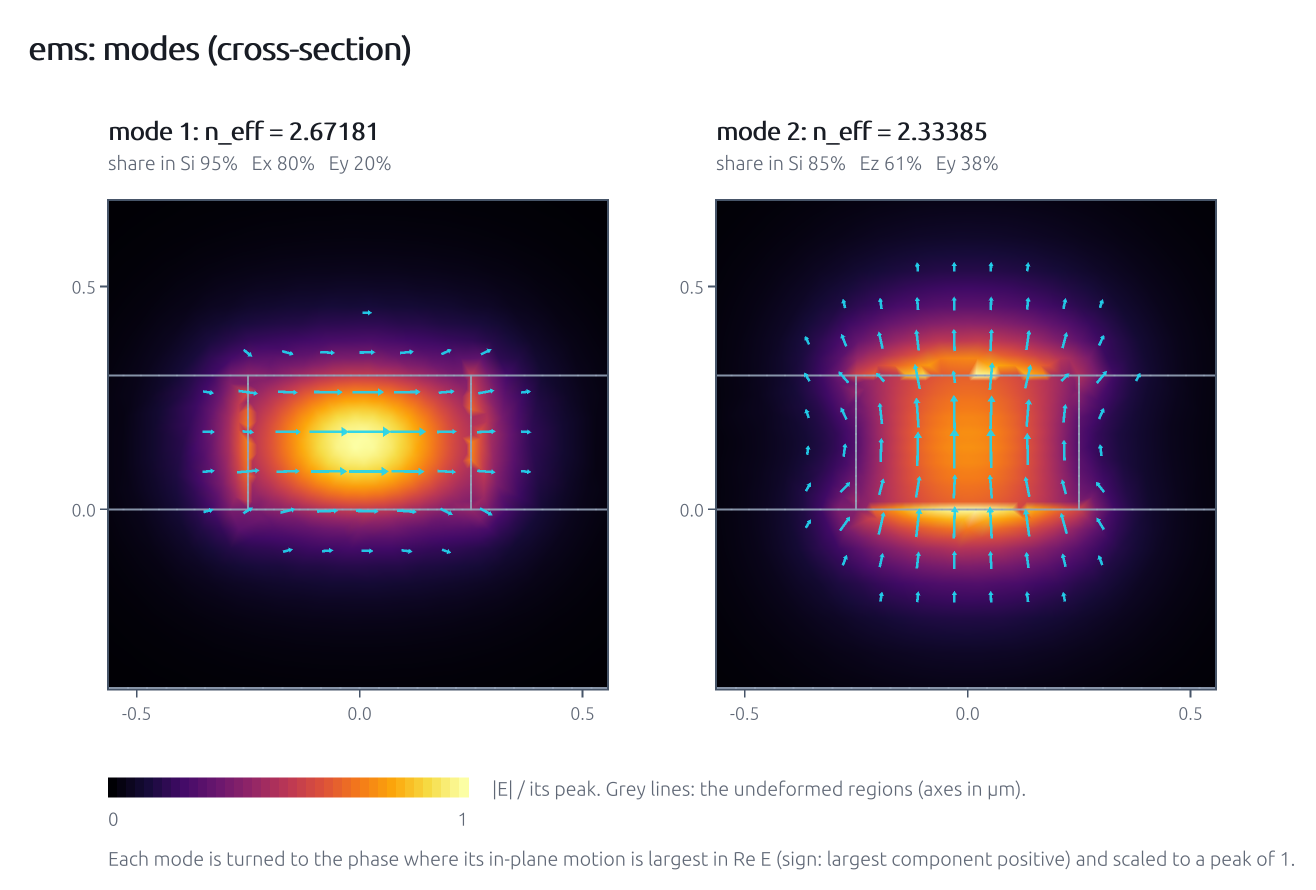 ems: modes (cross-section)
mode 1: n_eff = 2.67181
share in Si 95%   Ex 80%   Ey 20%
mode 2: n_eff = 2.33385
share in Si 85%   Ez 61%   Ey 38%
0.5
0.0
-0.5
0.0
0.5
0.5
0.0
-0.5
0.0
0.5
|E| / its peak. Grey lines: the undeformed regions (axes in µm).
0
1
Each mode is turned to the phase where its in-plane motion is largest in Re E (sign: largest component positive) and scaled to a peak of 1.